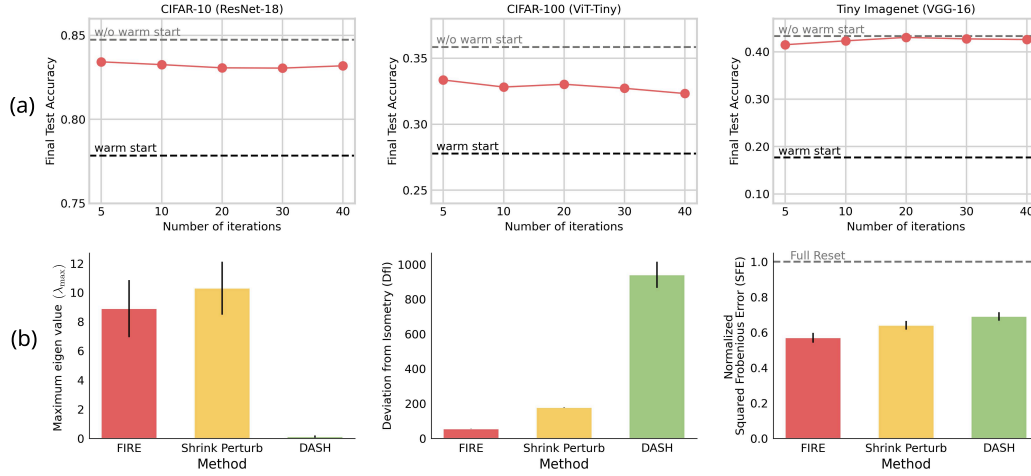 (a)
CIFAR-10 (ResNet-18)
Final Test Accuracy
0.85
0.80
0.75
w/o warm start
warm start
5 10 20 30 40
Number of iterations
CIFAR-100 (ViT-Tiny)
Final Test Accuracy
0.35
0.30
0.25
w/o warm start
warm start
5 10 20 30 40
Number of iterations
Tiny Imagenet (VGG-16)
Final Test Accuracy
0.40
0.30
0.20
0.10
w/o warm start
warm start
5 10 20 30 40
Number of iterations
(b)
Maximum eigen value (λmax)
12
10
8
6
4
2
0
FIRE Shrink Perturb DASH
Method
Deviation from Isometry (DfI)
1000
800
600
400
200
0
FIRE Shrink Perturb DASH
Method
Normalized
Squared Frobenious Error (SFE)
1.0
0.8
0.6
0.4
0.2
0.0
Full Reset
FIRE Shrink Perturb DASH
Method